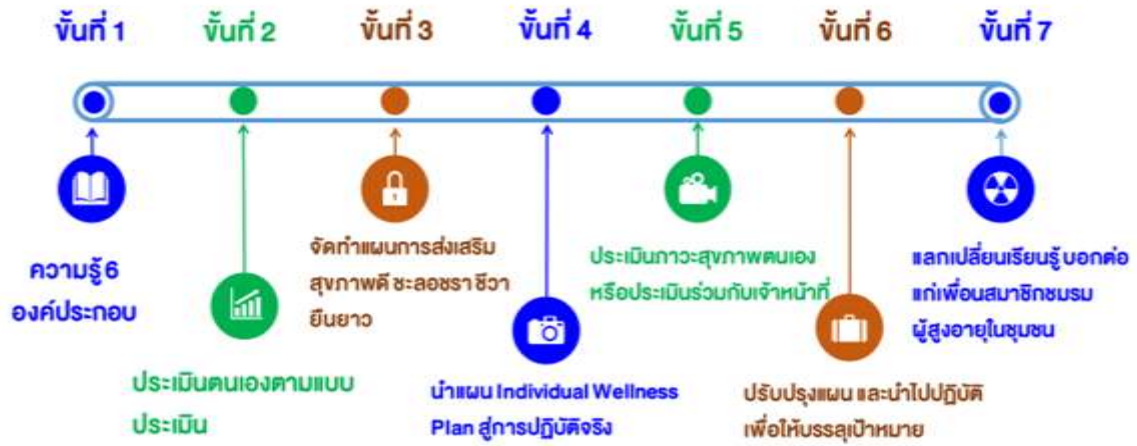 ขั้นที่ 1
ขั้นที่ 2
ขั้นที่ 3
ขั้นที่ 4
ขั้นที่ 5
ขั้นที่ 6
ขั้นที่ 7
ความรู้ 6
องค์ประกอบ
ประเมินตนเองตามแบบ
ประเมิน
จัดทำแผนการส่งเสริม
สุขภาพดี ชะลอชรา ชีวา
ยืนยาว
นำแผน Individual Wellness
Plan สู่การปฏิบัติจริง
ประเมินภาวะสุขภาพตนเอง
หรือประเมินร่วมกับเจ้าหน้าที่
ปรับปรุงแผน และนำไปปฏิบัติ
เพื่อให้บรรลุเป้าหมาย
แลกเปลี่ยนเรียนรู้ บอกต่อ
แก่เพื่อนสมาชิกชมรม
ผู้สูงอายุในชุมชน